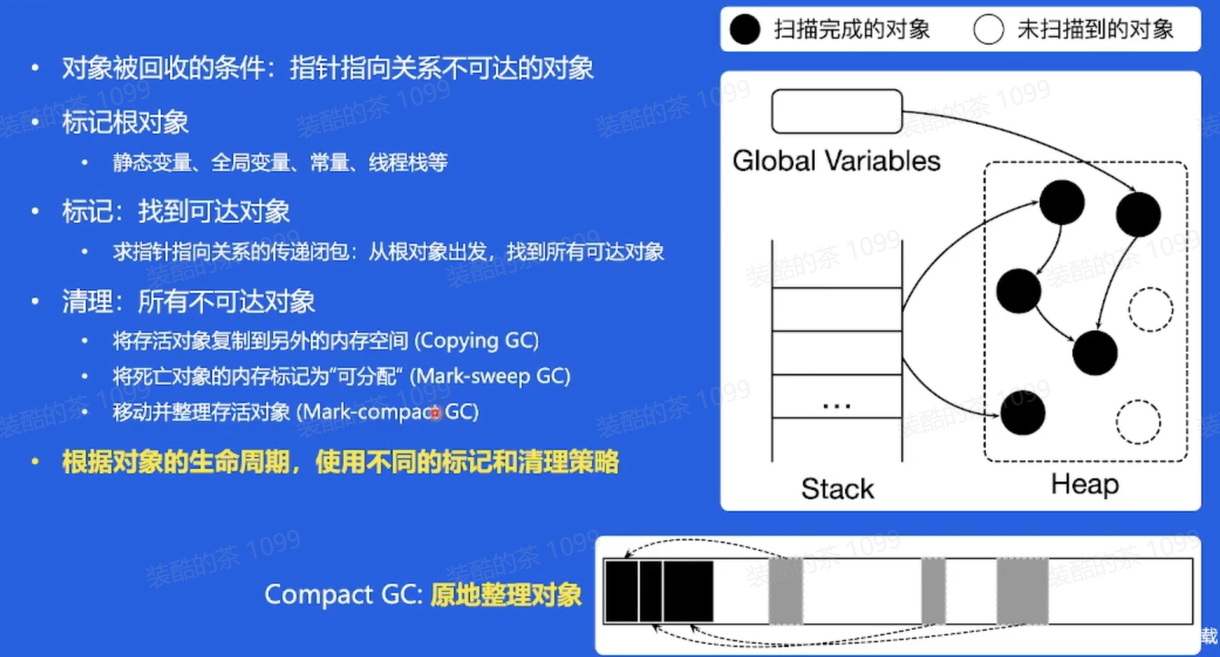 扫描完成的对象 未扫描到的对象
• 对象被回收的条件：指针指向关系不可达的对象
• 标记根对象
• 静态变量、全局变量、常量、线程栈等
• 标记：找到可达对象
• 求指针指向关系的传递闭包：从根对象出发，找到所有可达对象
• 清理：所有不可达对象
• 将存活对象复制到另外的内存空间 (Copying GC)
• 将死亡对象的内存标记为"可分配" (Mark-sweep GC)
• 移动并整理存活对象 (Mark-compact GC)
• 根据对象的生命周期，使用不同的标记和清理策略
Global Variables
...
Stack
Heap
Compact GC: 原地整理对象
载
装酷的茶 1099